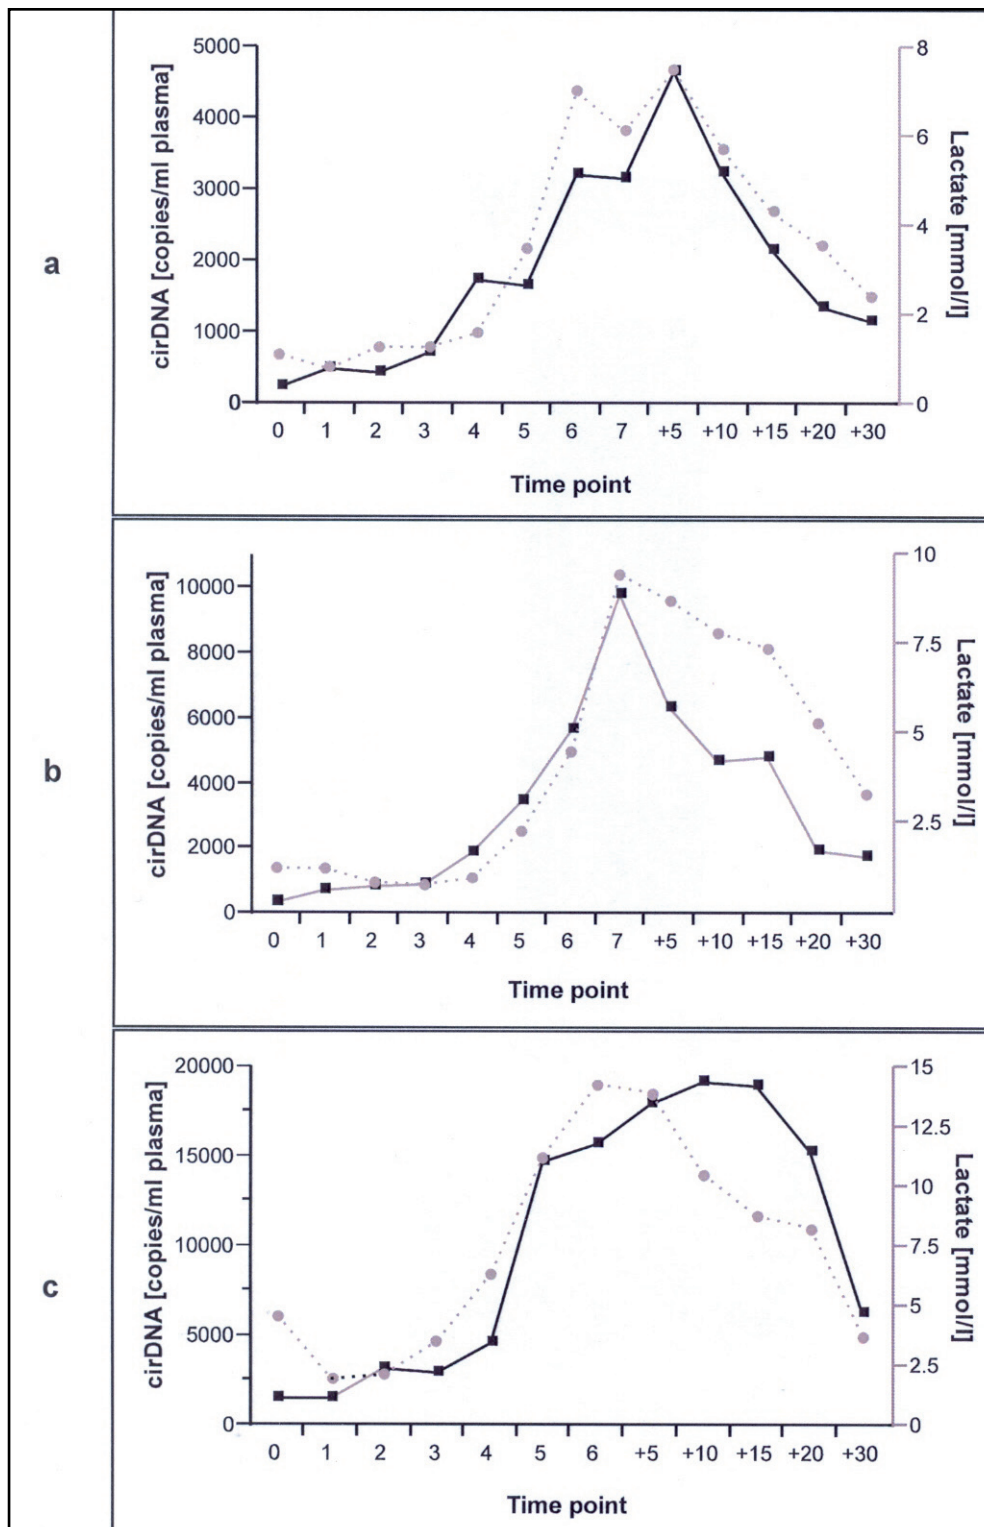 a
cirDNA [copies/ml plasma]
5000
4000
3000
2000
1000
0
8
6
4
2
0
Lactate [mmol/l]
0 1 2 3 4 5 6 7 +5 +10 +15 +20 +30
Time point
b
cirDNA [copies/ml plasma]
10000
8000
6000
4000
2000
0
10
7.5
5
2.5
Lactate [mmol/l]
0 1 2 3 4 5 6 7 +5 +10 +15 +20 +30
Time point
c
cirDNA [copies/ml plasma]
20000
15000
10000
5000
0
15
12.5
10
7.5
5
2.5
0
Lactate [mmol/l]
0 1 2 3 4 5 6 +5 +10 +15 +20 +30
Time point